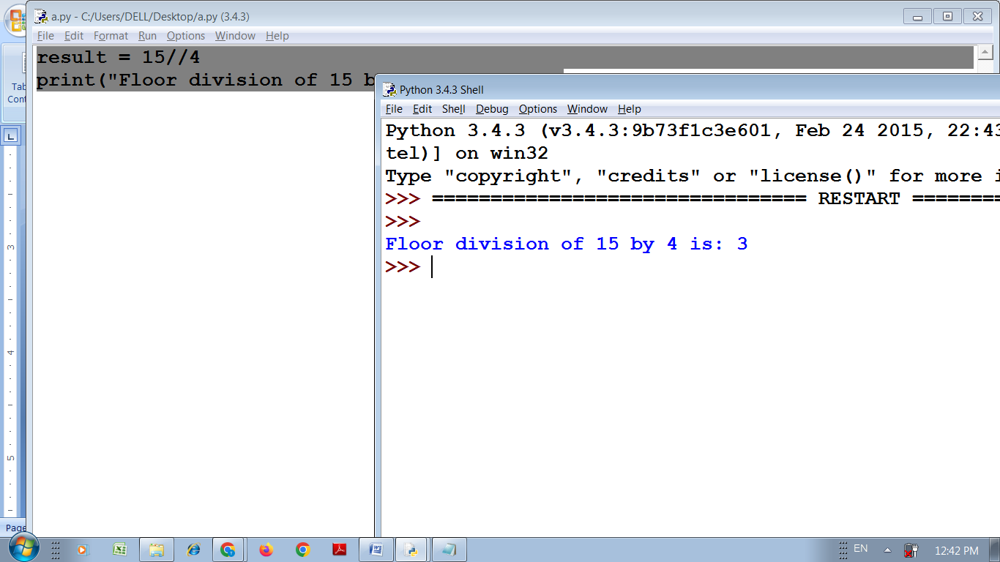 a.py - C:/Users/DELL/Desktop/a.py (3.4.3)
File Edit Format Run Options Window Help
result = 15//4
print("Floor division of 15 b
Python 3.4.3 Shell
File Edit Shell Debug Options Window Help
Python 3.4.3 (v3.4.3:9b73f1c3e601, Feb 24 2015, 22:43
tel)] on win32
Type "copyright", "credits" or "license()" for more i
>>> ================================ RESTART ========
>>>
Floor division of 15 by 4 is: 3
>>>
Tab
Cont
L
3
4
5
Page
EN
12:42 PM